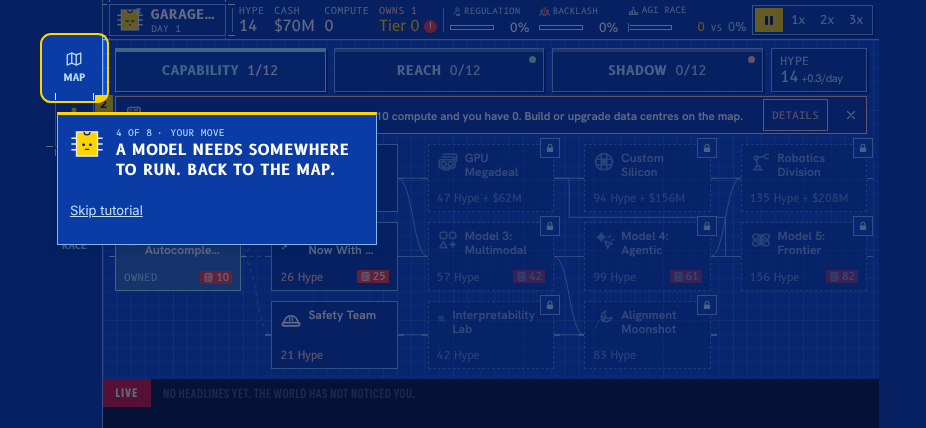 GARAGE...
DAY 1
HYPE
14
CASH
$70M
COMPUTE
0
OWNS 1
Tier 0
REGULATION
0%
BACKLASH
0%
AGI RACE
0 VS 0%
1x 2x 3x
MAP
CAPABILITY 1/12
REACH 0/12
SHADOW 0/12
HYPE
14 +0.3/day
2
10 compute and you have 0. Build or upgrade data centres on the map.
DETAILS
4 OF 8 · YOUR MOVE
A MODEL NEEDS SOMEWHERE
TO RUN. BACK TO THE MAP.
Skip tutorial
RACE
GPU
Megadeal
47 Hype + $62M
Custom
Silicon
94 Hype + $156M
Robotics
Division
135 Hype + $208M
Autocomple...
OWNED
10
Now With ...
26 Hype
25
Model 3:
Multimodal
57 Hype
42
Model 4:
Agentic
99 Hype
61
Model 5:
Frontier
156 Hype
82
Safety Team
21 Hype
Interpretability
Lab
42 Hype
Alignment
Moonshot
83 Hype
LIVE
NO HEADLINES YET. THE WORLD HAS NOT NOTICED YOU.